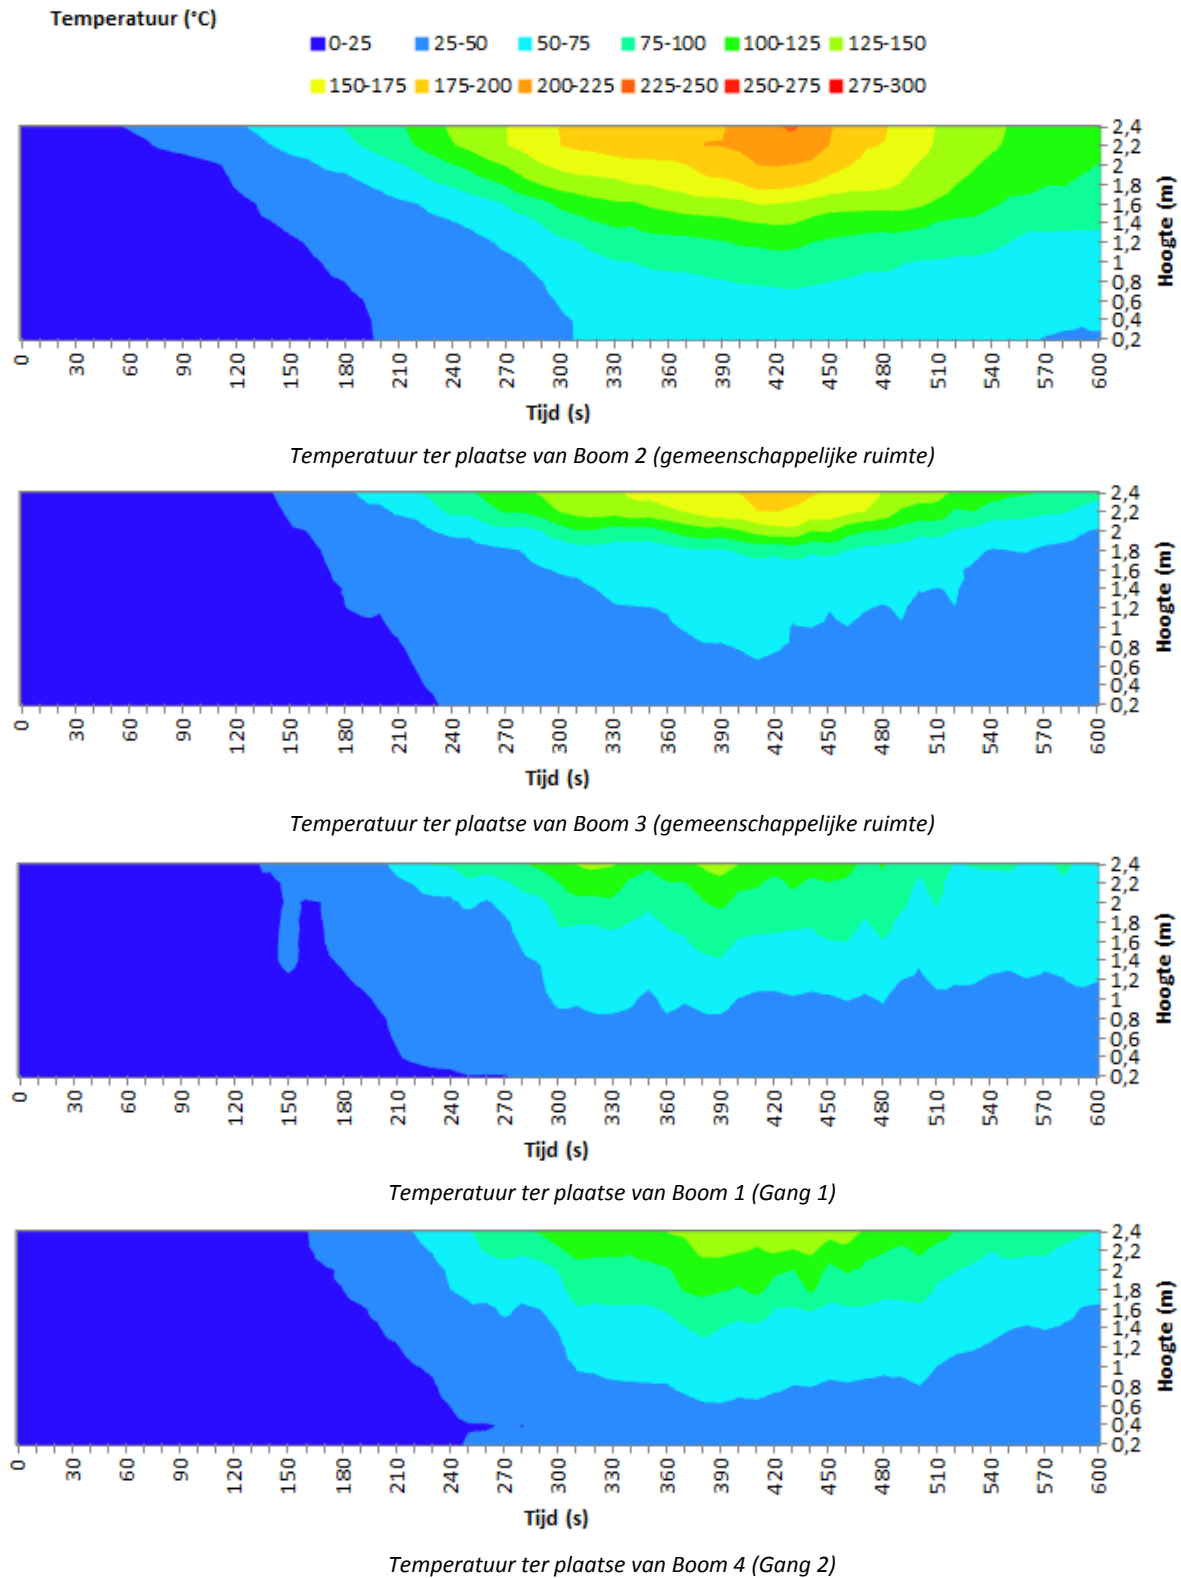 Temperatuur (°C)
0-25 25-50 50-75 75-100 100-125 125-150
150-175 175-200 200-225 225-250 250-275 275-300
2,4
2,2
2
1,8
1,6
1,4
1,2
1
0,8
0,6
0,4
0,2
Hoogte (m)
0 30 60 90 120 150 180 210 240 270 300 330 360 390 420 450 480 510 540 570 600
Tijd (s)
Temperatuur ter plaatse van Boom 2 (gemeenschappelijke ruimte)
2,4
2,2
2
1,8
1,6
1,4
1,2
1
0,8
0,6
0,4
0,2
Hoogte (m)
0 30 60 90 120 150 180 210 240 270 300 330 360 390 420 450 480 510 540 570 600
Tijd (s)
Temperatuur ter plaatse van Boom 3 (gemeenschappelijke ruimte)
2,4
2,2
2
1,8
1,6
1,4
1,2
1
0,8
0,6
0,4
0,2
Hoogte (m)
0 30 60 90 120 150 180 210 240 270 300 330 360 390 420 450 480 510 540 570 600
Tijd (s)
Temperatuur ter plaatse van Boom 1 (Gang 1)
2,4
2,2
2
1,8
1,6
1,4
1,2
1
0,8
0,6
0,4
0,2
Hoogte (m)
0 30 60 90 120 150 180 210 240 270 300 330 360 390 420 450 480 510 540 570 600
Tijd (s)
Temperatuur ter plaatse van Boom 4 (Gang 2)